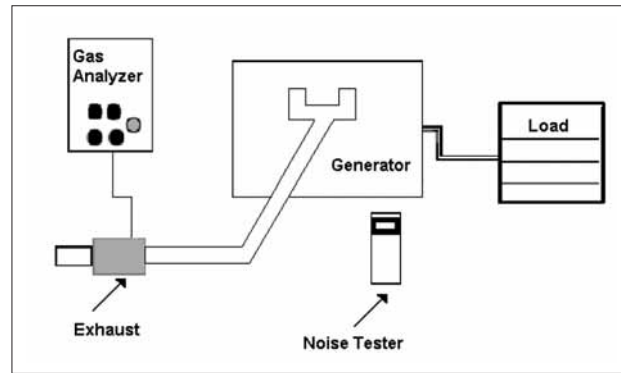 Gas
Analyzer
Generator
Load
Exhaust
Noise Tester